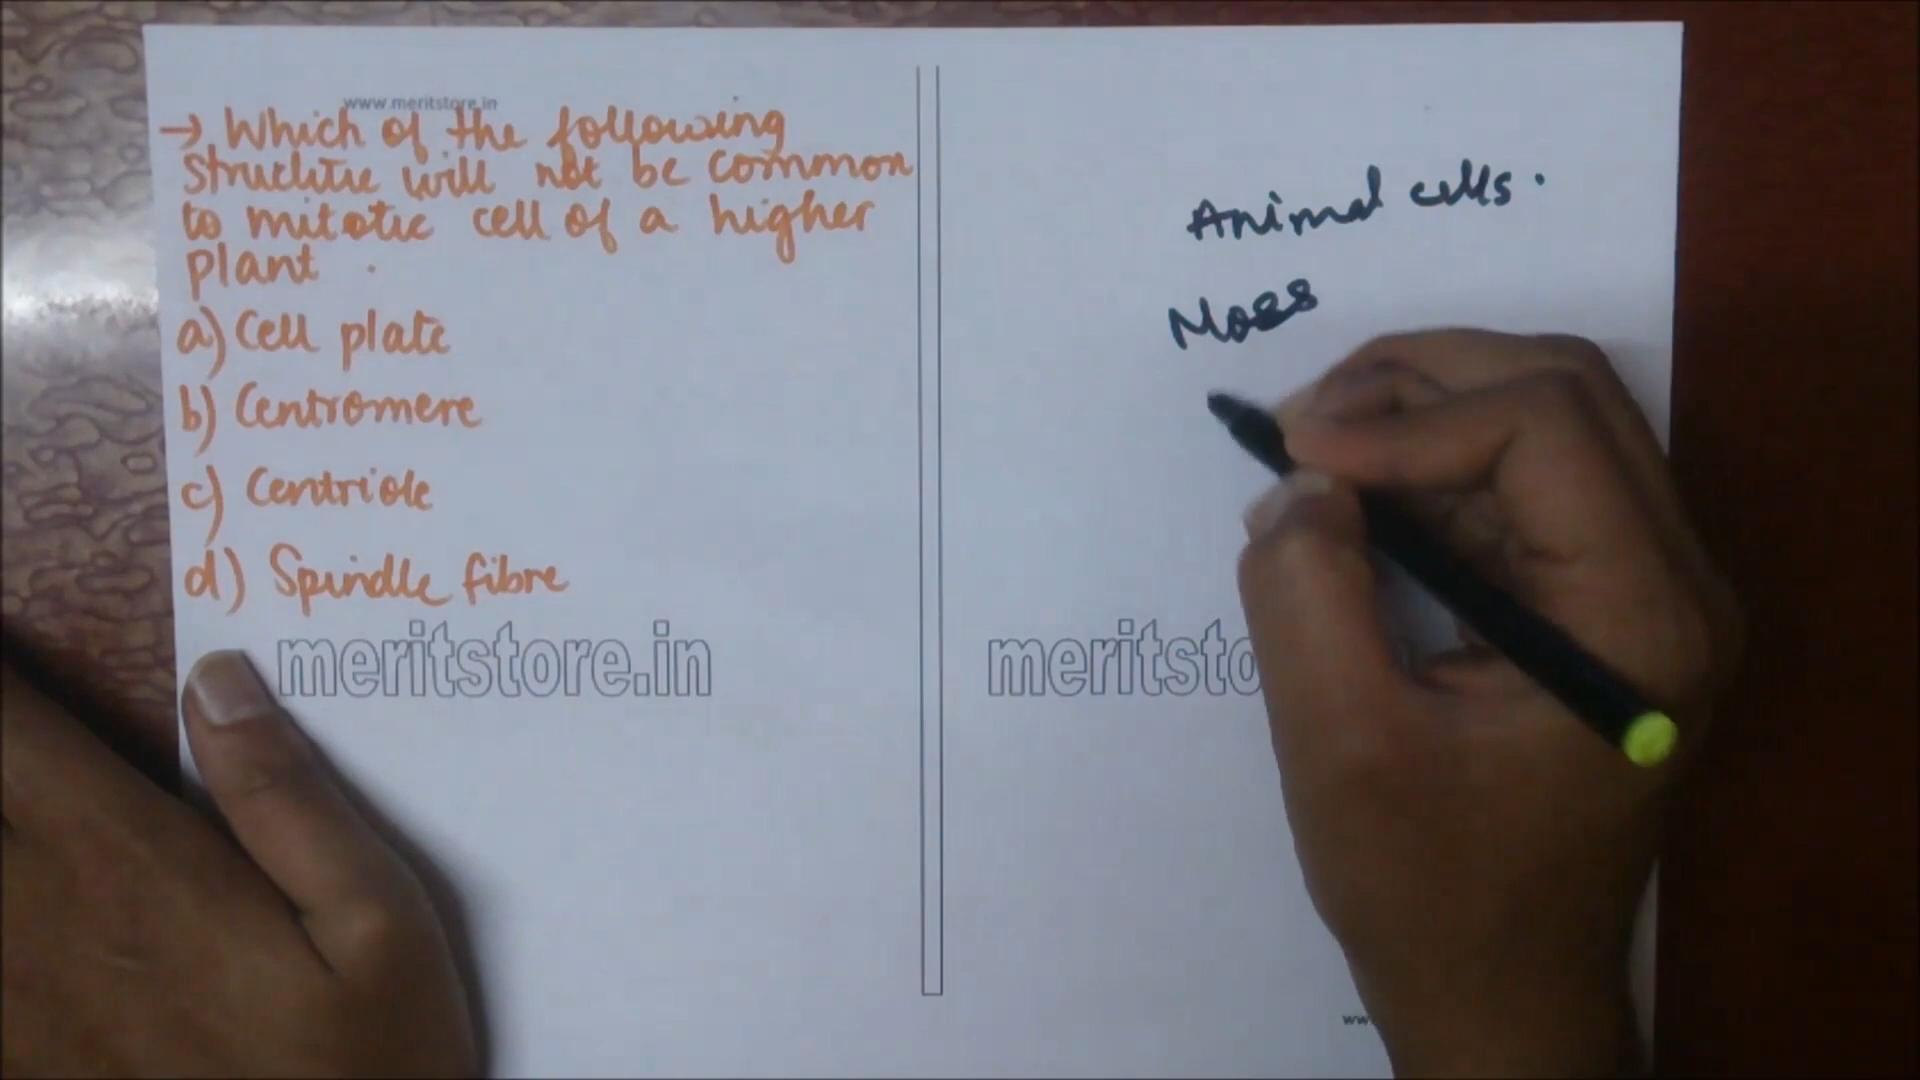 www.meritstore.in
→ Which of the following
structure will not be common
to mitotic cell of a higher
plant.
a) Cell plate
b) Centromere
c) Centriole
d) Spindle fibre
meritstore.in
Animal cells.
Moss
meritsto
ww